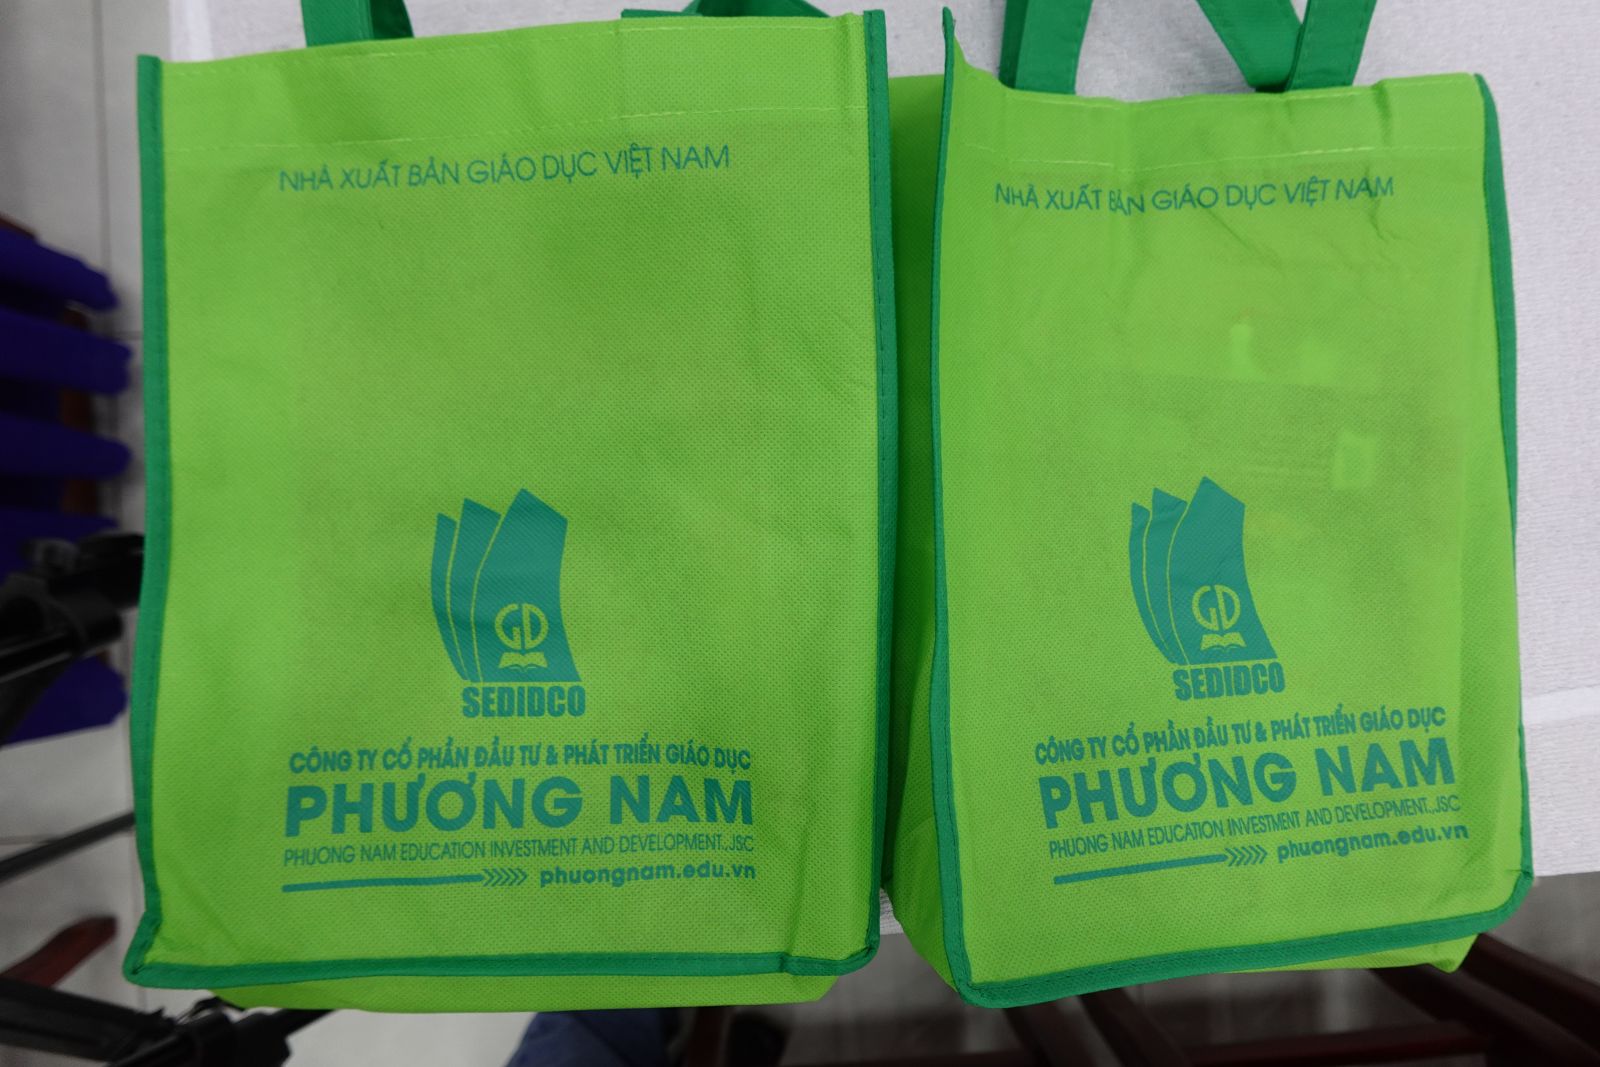 NHÀ XUẤT BẢN GIÁO DỤC VIỆT NAM
GD
SEDIDCO
CÔNG TY CỔ PHẦN ĐẦU TƯ & PHÁT TRIỂN GIÁO DỤC
PHƯƠNG NAM
PHUONG NAM EDUCATION INVESTMENT AND DEVELOPMENT.,JSC
phuongnam.edu.vn
NHÀ XUẤT BẢN GIÁO DỤC VIỆT NAM
GD
SEDIDCO
CÔNG TY CỔ PHẦN ĐẦU TƯ & PHÁT TRIỂN GIÁO DỤC
PHƯƠNG NAM
PHUONG NAM EDUCATION INVESTMENT AND DEVELOPMENT.,JSC
phuongnam.edu.vn